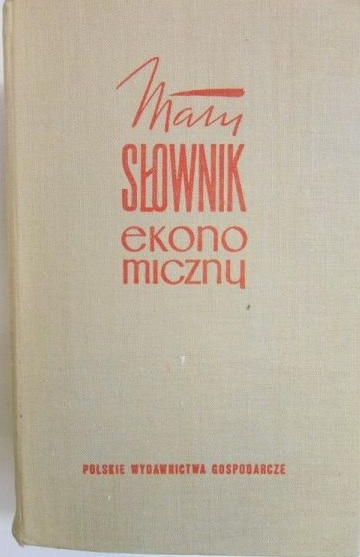 Mały
SŁOWNIK
ekono
miczny
POLSKIE WYDAWNICTWA GOSPODARCZE